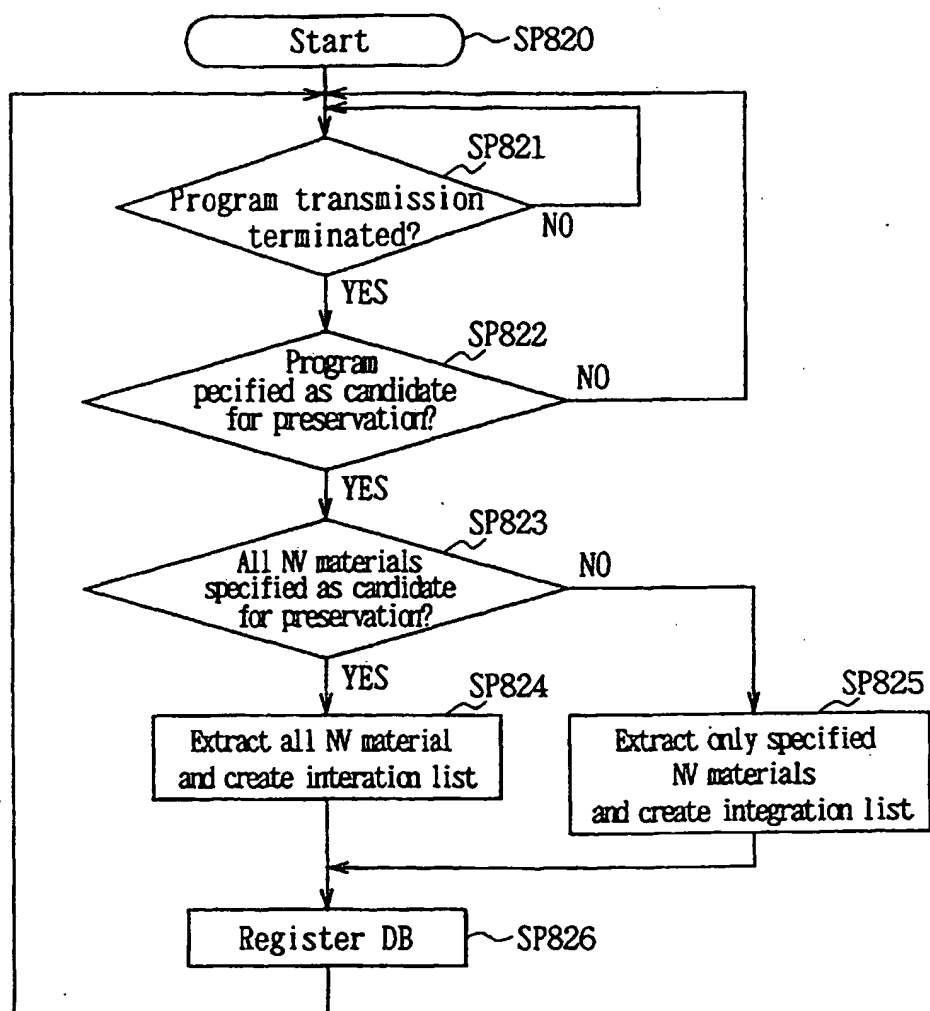 Start
SP820
SP821
Program transmission
terminated?
NO
YES
SP822
Program
pecified as candidate
for preservation?
NO
YES
SP823
All NV materials
specified as candidate
for preservation?
NO
YES
SP824
Extract all NV material
and create interation list
SP825
Extract only specified
NV materials
and create integration list
Register DB
SP826